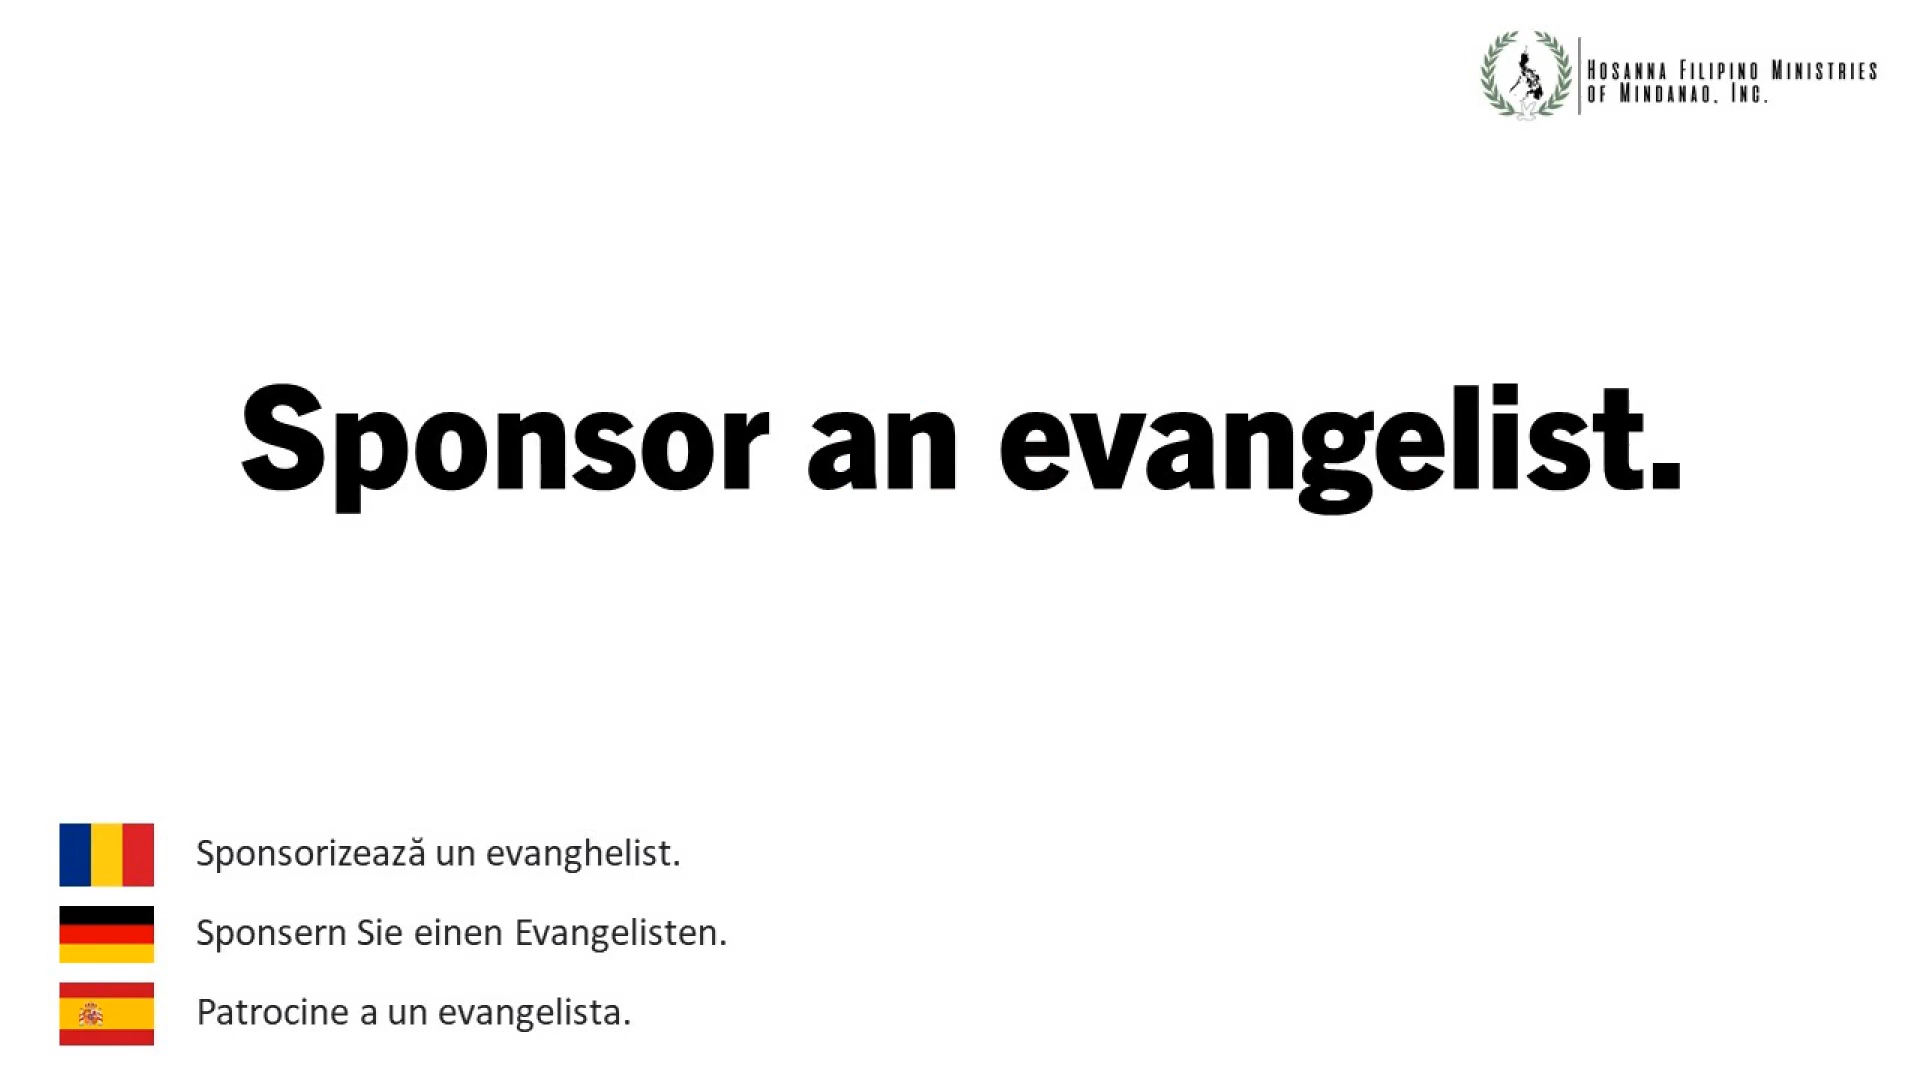 Hosanna Filipino Ministries
of Mindanao, Inc.
Sponsor an evangelist.
Sponsorizează un evanghelist.
Sponsern Sie einen Evangelisten.
Patrocine a un evangelista.